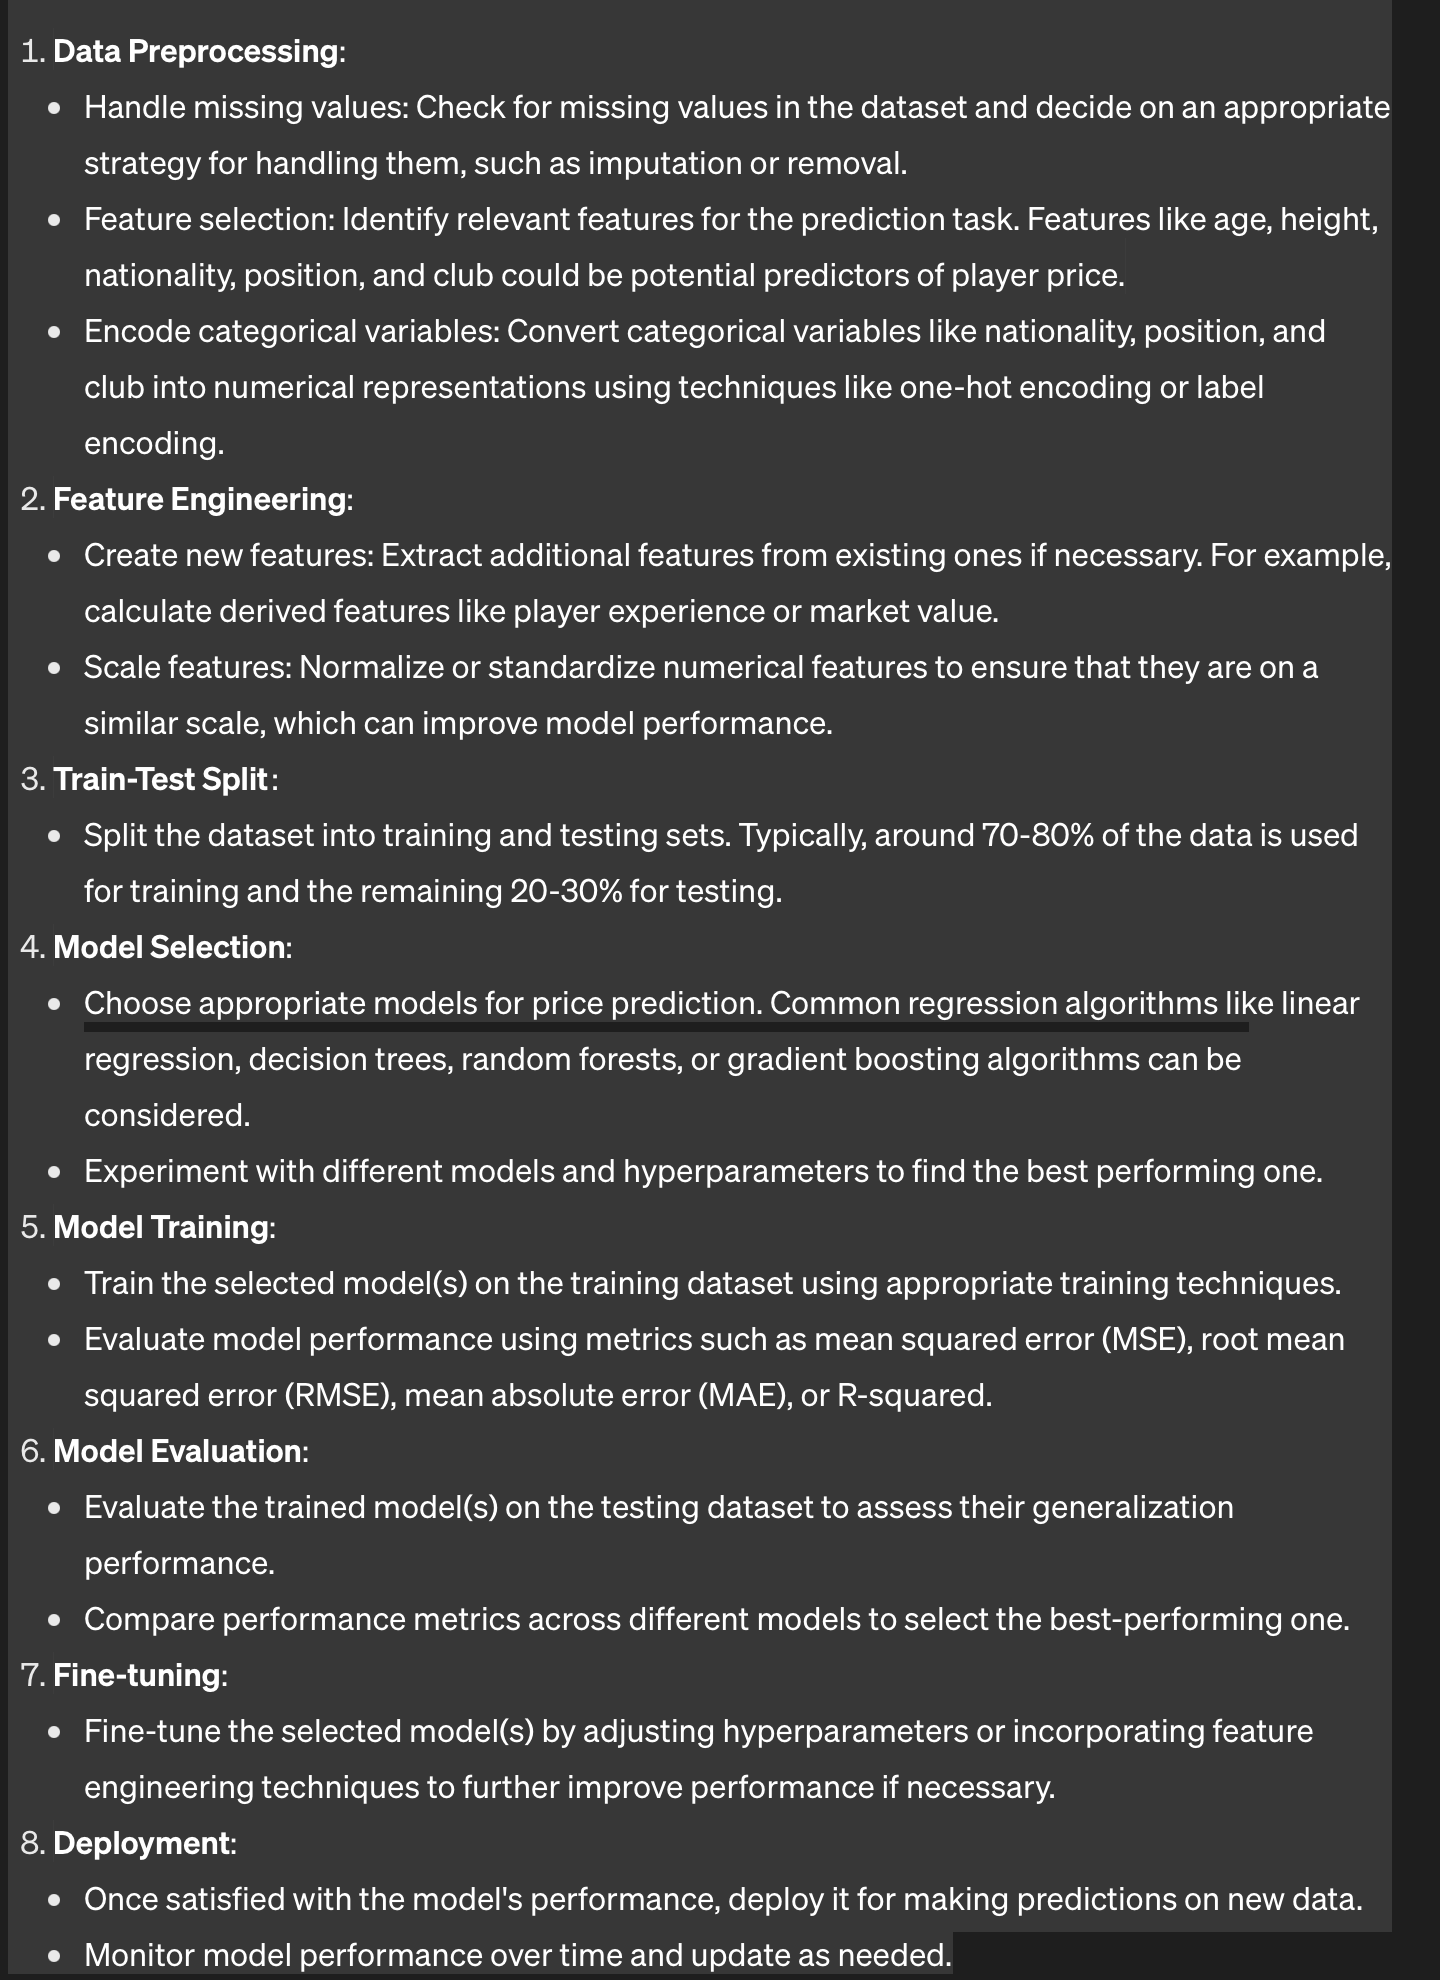 1. Data Preprocessing:
• Handle missing values: Check for missing values in the dataset and decide on an appropriate
strategy for handling them, such as imputation or removal.
• Feature selection: Identify relevant features for the prediction task. Features like age, height,
nationality, position, and club could be potential predictors of player price.
• Encode categorical variables: Convert categorical variables like nationality, position, and
club into numerical representations using techniques like one-hot encoding or label
encoding.
2. Feature Engineering:
• Create new features: Extract additional features from existing ones if necessary. For example,
calculate derived features like player experience or market value.
• Scale features: Normalize or standardize numerical features to ensure that they are on a
similar scale, which can improve model performance.
3. Train-Test Split:
• Split the dataset into training and testing sets. Typically, around 70-80% of the data is used
for training and the remaining 20-30% for testing.
4. Model Selection:
• Choose appropriate models for price prediction. Common regression algorithms like linear
regression, decision trees, random forests, or gradient boosting algorithms can be
considered.
• Experiment with different models and hyperparameters to find the best performing one.
5. Model Training:
• Train the selected model(s) on the training dataset using appropriate training techniques.
• Evaluate model performance using metrics such as mean squared error (MSE), root mean
squared error (RMSE), mean absolute error (MAE), or R-squared.
6. Model Evaluation:
• Evaluate the trained model(s) on the testing dataset to assess their generalization
performance.
• Compare performance metrics across different models to select the best-performing one.
7. Fine-tuning:
• Fine-tune the selected model(s) by adjusting hyperparameters or incorporating feature
engineering techniques to further improve performance if necessary.
8. Deployment:
• Once satisfied with the model's performance, deploy it for making predictions on new data.
• Monitor model performance over time and update as needed.